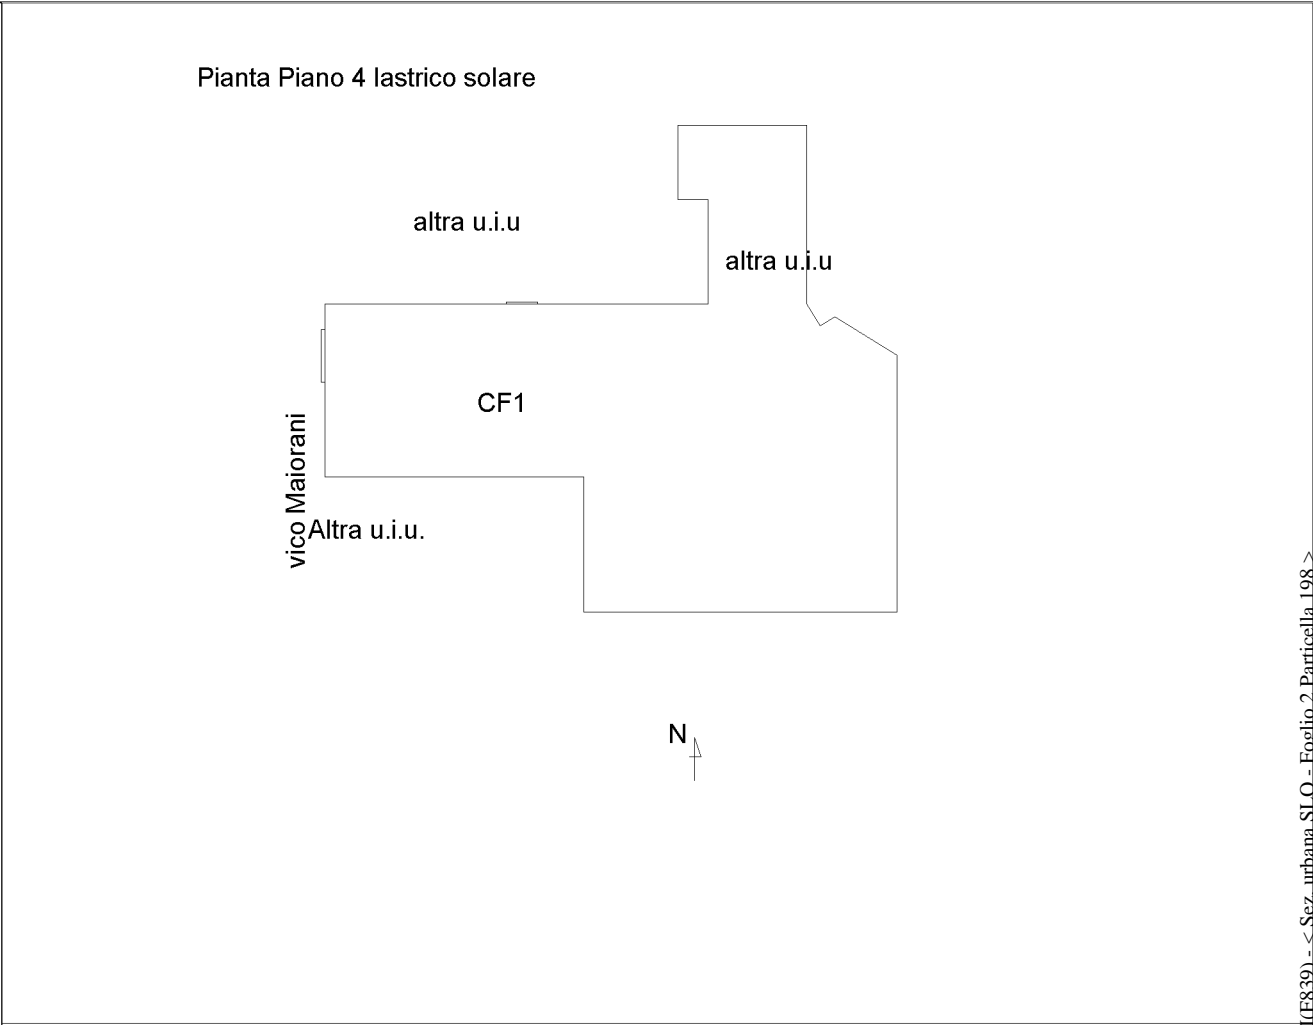 Pianta Piano 4 lastrico solare
altra u.i.u
altra u.i.u
CF1
vico Maiorani
Altra u.i.u.
N
I(F839) - < Sez. urbana SLO - Foglio 2 Particella 198 >